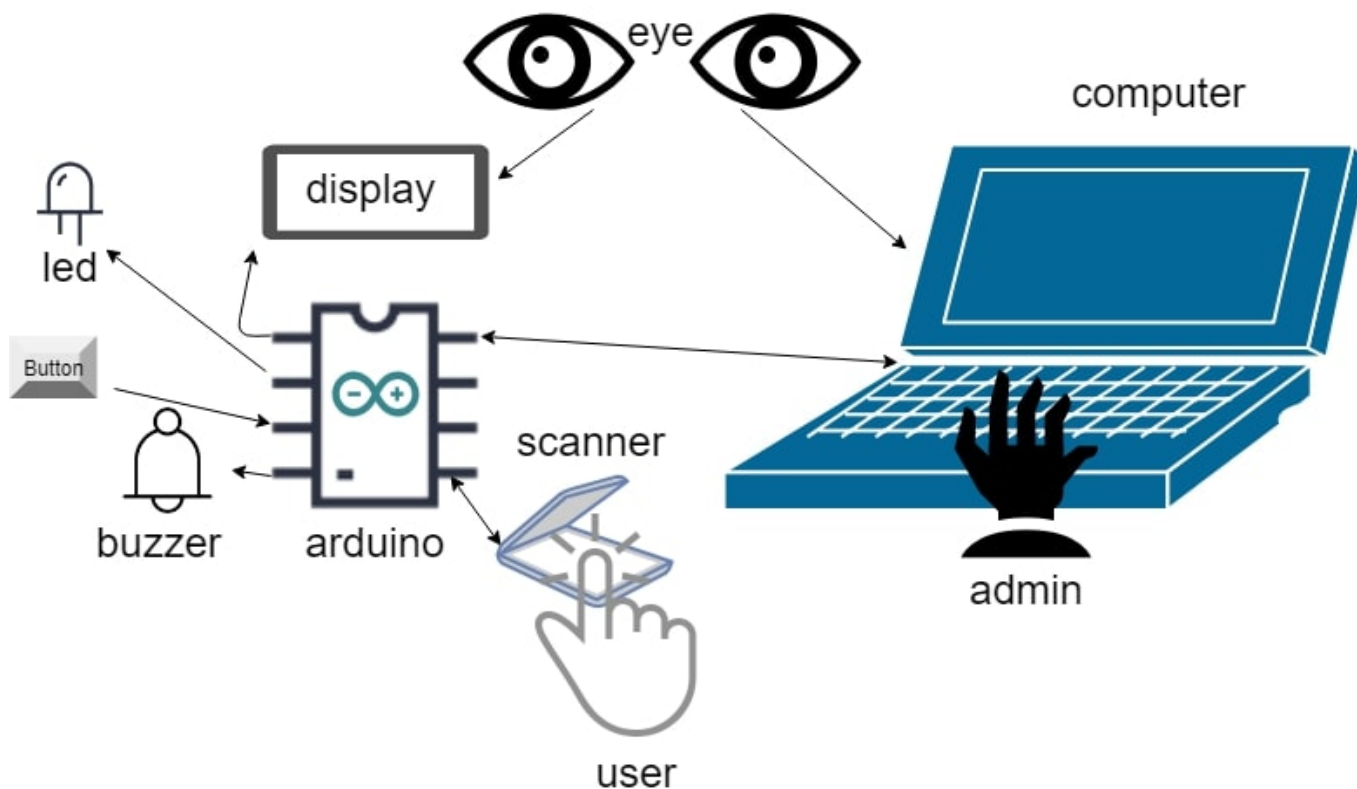 eye
computer
display
led
Button
scanner
buzzer
arduino
admin
user